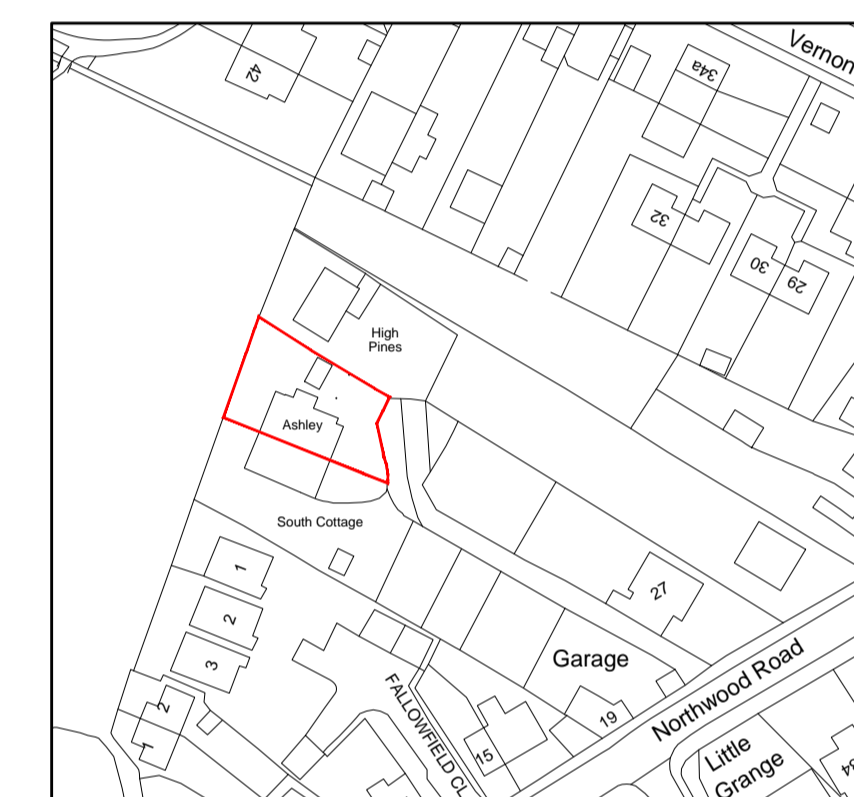 Vernon
42
34a
32
30
29
High
Pines
Ashley
South Cottage
1
2
3
2
1
27
Garage
19
15
FALLOWFIELD CL
Northwood Road
Little
Grange
34